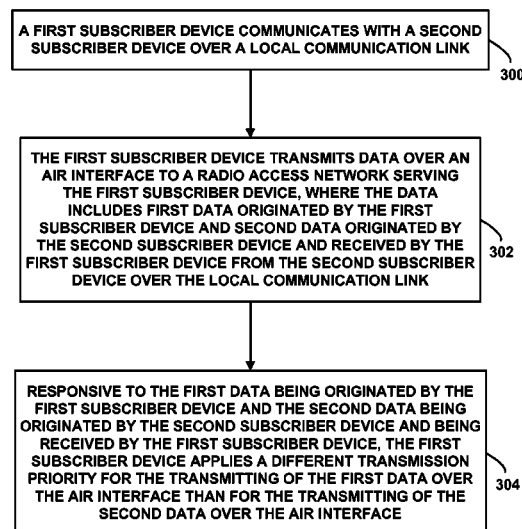 A FIRST SUBSCRIBER DEVICE COMMUNICATES WITH A SECOND
SUBSCRIBER DEVICE OVER A LOCAL COMMUNICATION LINK
300
THE FIRST SUBSCRIBER DEVICE TRANSMITS DATA OVER AN
AIR INTERFACE TO A RADIO ACCESS NETWORK SERVING
THE FIRST SUBSCRIBER DEVICE, WHERE THE DATA
INCLUDES FIRST DATA ORIGINATED BY THE FIRST
SUBSCRIBER DEVICE AND SECOND DATA ORIGINATED BY
THE SECOND SUBSCRIBER DEVICE AND RECEIVED BY THE
FIRST SUBSCRIBER DEVICE FROM THE SECOND SUBSCRIBER
DEVICE OVER THE LOCAL COMMUNICATION LINK
302
RESPONSIVE TO THE FIRST DATA BEING ORIGINATED BY THE
FIRST SUBSCRIBER DEVICE AND THE SECOND DATA BEING
ORIGINATED BY THE SECOND SUBSCRIBER DEVICE AND BEING
RECEIVED BY THE FIRST SUBSCRIBER DEVICE, THE FIRST
SUBSCRIBER DEVICE APPLIES A DIFFERENT TRANSMISSION
PRIORITY FOR THE TRANSMITTING OF THE FIRST DATA OVER
THE AIR INTERFACE THAN FOR THE TRANSMITTING OF THE
SECOND DATA OVER THE AIR INTERFACE
304